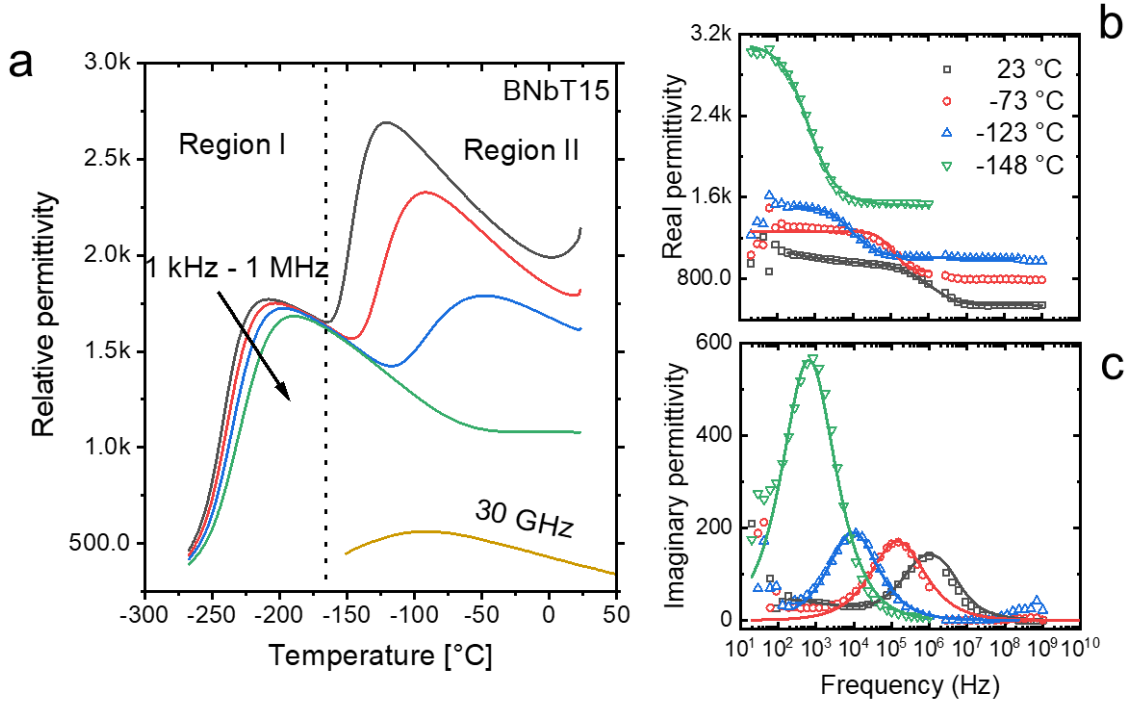 a
BNbT15
Region I
Region II
1 kHz - 1 MHz
30 GHz
Relative permittivity
3.0k
2.5k
2.0k
1.5k
1.0k
500.0
-300 -250 -200 -150 -100 -50 0 50
Temperature [°C]
b
Real permittivity
3.2k
2.4k
1.6k
800.0
23 °C
-73 °C
-123 °C
-148 °C
c
Imaginary permittivity
600
400
200
0
10¹ 10² 10³ 10⁴ 10⁵ 10⁶ 10⁷ 10⁸ 10⁹ 10¹⁰
Frequency (Hz)